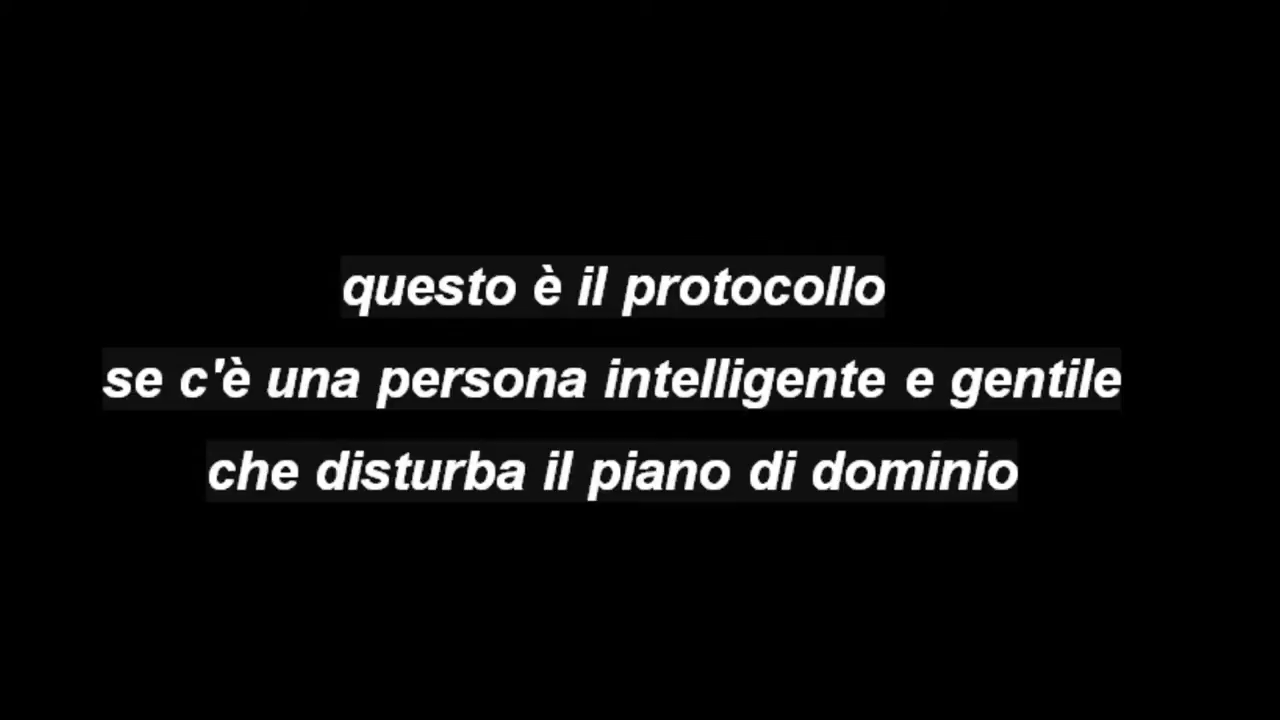 questo è il protocollo
se c'è una persona intelligente e gentile
che disturba il piano di dominio